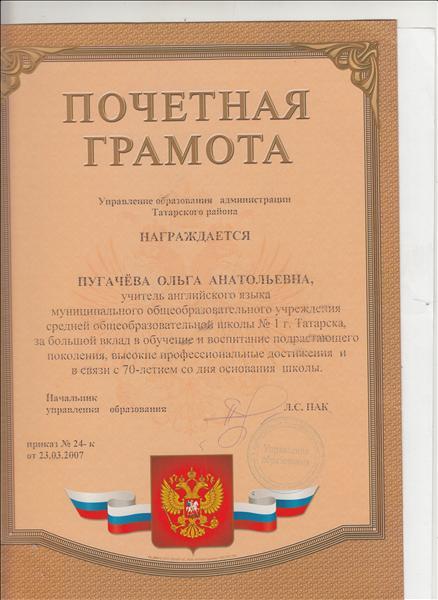 ПОЧЕТНАЯ
ГРАМОТА
Управление образования администрации
Татарского района
НАГРАЖДАЕТСЯ
ПУГАЧЁВА ОЛЬГА АНАТОЛЬЕВНА,
учитель английского языка
муниципального общеобразовательного учреждения
средней общеобразовательной школы № 1 г. Татарска,
за большой вклад в обучение и воспитание подрастающего
поколения, высокие профессиональные достижения и
в связи с 70-летием со дня основания школы.
Начальник
управления образования Л.С. ПАК
приказ № 24- к
от 23.03.2007
Управление
образования